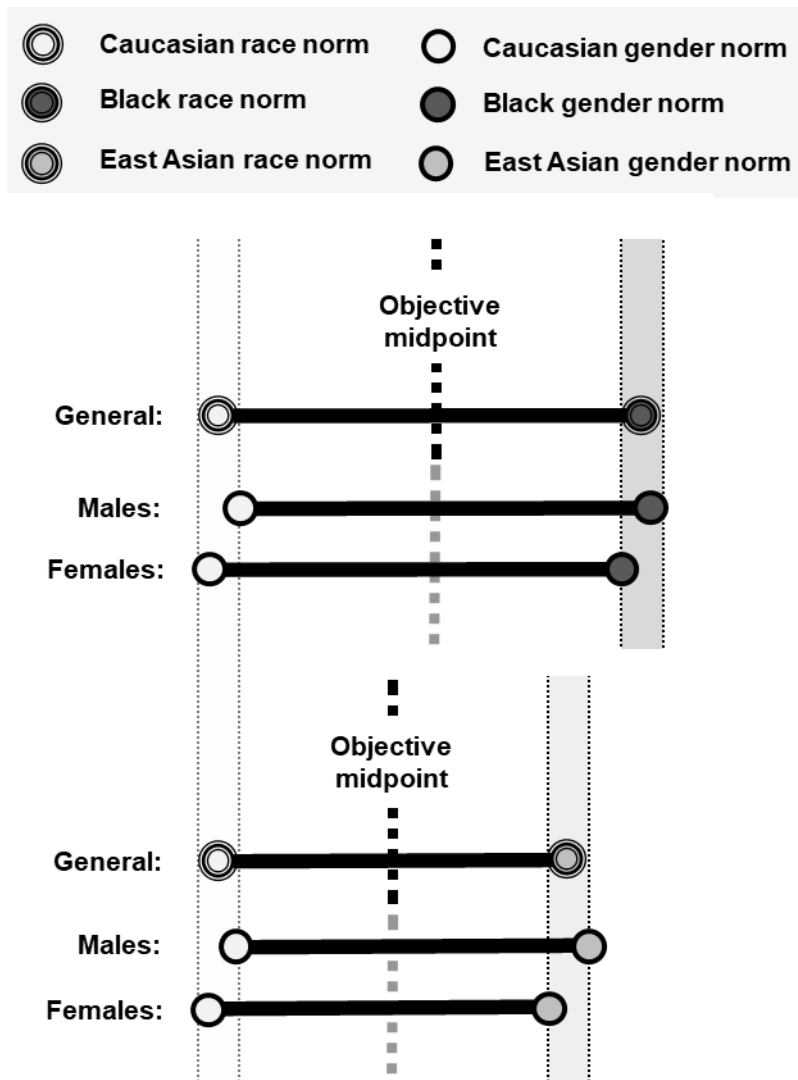 Caucasian race norm
Caucasian gender norm
Black race norm
Black gender norm
East Asian race norm
East Asian gender norm
Objective
midpoint
General:
Males:
Females:
Objective
midpoint
General:
Males:
Females: